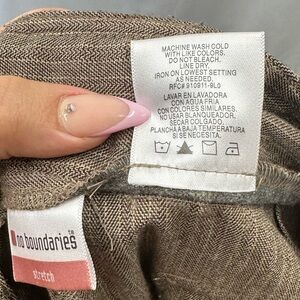 MACHINE WASH COLD
WITH LIKE COLORS.
DO NOT BLEACH.
LINE DRY.
IRON ON LOWEST SETTING
AS NEEDED.
RFC# 910911-9L0
LAVAR EN LAVADORA
CON AGUA FRIA
CON COLORES SIMILARES.
NO USAR BLANQUEADOR.
SECAR COLGADO.
PLANCHA A BAJA TEMPERATURA
SI SE NECESITA.
no boundaries
stretch